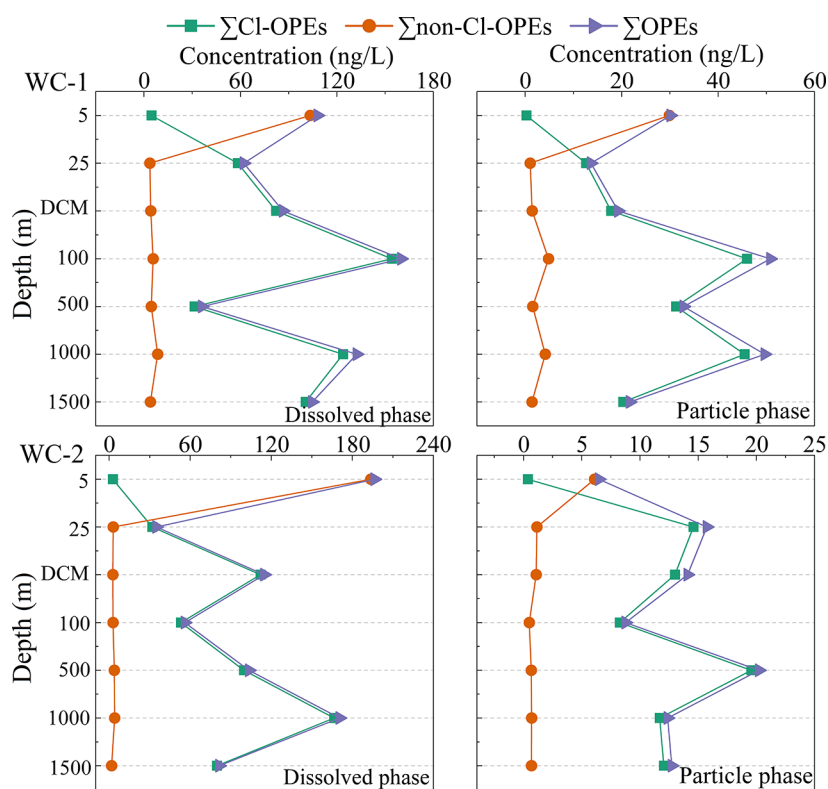 ∑Cl-OPEs ∑non-Cl-OPEs ∑OPEs
Concentration (ng/L) Concentration (ng/L)
WC-1 0 60 120 180 0 20 40 60
5
25
DCM
100
500
1000
1500
Depth (m)
Dissolved phase Particle phase
WC-2 0 60 120 180 240 0 5 10 15 20 25
5
25
DCM
100
500
1000
1500
Depth (m)
Dissolved phase Particle phase